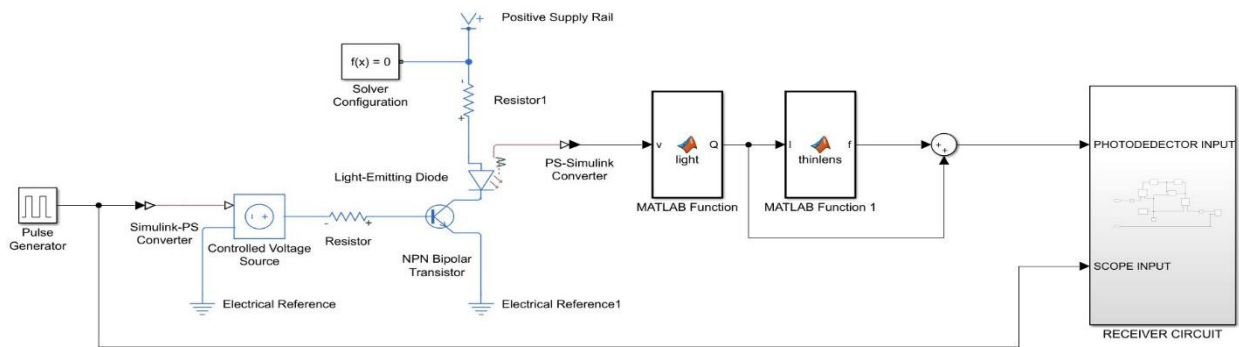 Positive Supply Rail
f(x) = 0
Solver
Configuration
Resistor1
Light-Emitting Diode
PS-Simulink
Converter
v
light
Q
MATLAB Function
l
thinlens
f
MATLAB Function 1
PHOTODEDECTOR INPUT
Pulse
Generator
Simulink-PS
Converter
Controlled Voltage
Source
Resistor
NPN Bipolar
Transistor
SCOPE INPUT
Electrical Reference
Electrical Reference1
RECEIVER CIRCUIT